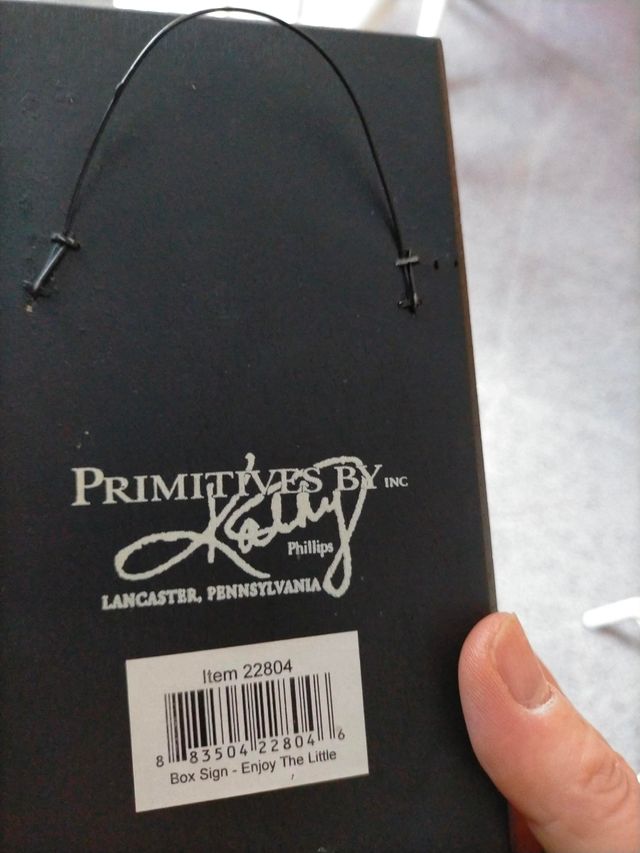 PRIMITIVES BY INC
Kathy
Phillips
LANCASTER, PENNSYLVANIA
Item 22804
8 83504 22804 6
Box Sign - Enjoy The Little